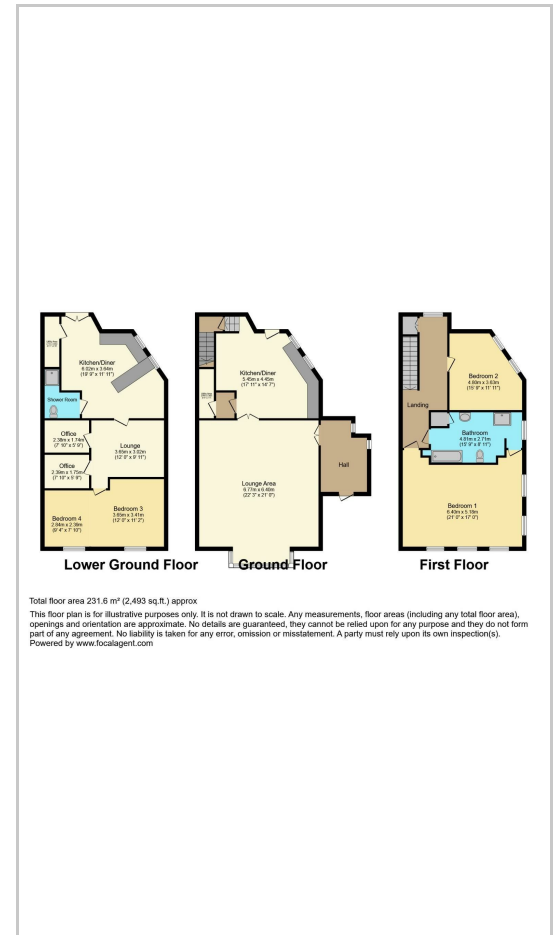 Kitchen/Diner
6.02m x 3.64m
(19' 9" x 11' 11")
Shower Room
Office
2.38m x 1.74m
(7' 10" x 5' 9")
Office
2.39m x 1.75m
(7' 10" x 5' 9")
Lounge
3.65m x 3.02m
(12' 0" x 9' 11")
Bedroom 3
3.65m x 3.41m
(12' 0" x 11' 2")
Bedroom 4
2.84m x 2.39m
(9' 4" x 7' 10")
Lower Ground Floor
Kitchen/Diner
5.45m x 4.45m
(17' 11" x 14' 7")
Hall
Lounge Area
6.40m
(22' 3" x 21' 0")
Ground Floor
Bedroom 2
4.80m x 3.63m
(15' 9" x 11' 11")
Landing
Bathroom
4.81m x 2.71m
(15' 9" x 8' 11")
Bedroom 1
6.40m x 5.18m
(21' 0" x 17' 0")
First Floor
Total floor area 231.6 m² (2,493 sq.ft.) approx
This floor plan is for illustrative purposes only. It is not drawn to scale. Any measurements, floor areas (including any total floor area),
openings and orientation are approximate. No details are guaranteed, they cannot be relied upon for any purpose and they do not form
part of any agreement. No liability is taken for any error, omission or misstatement. A party must rely upon its own inspection(s).
Powered by www.focalagent.com